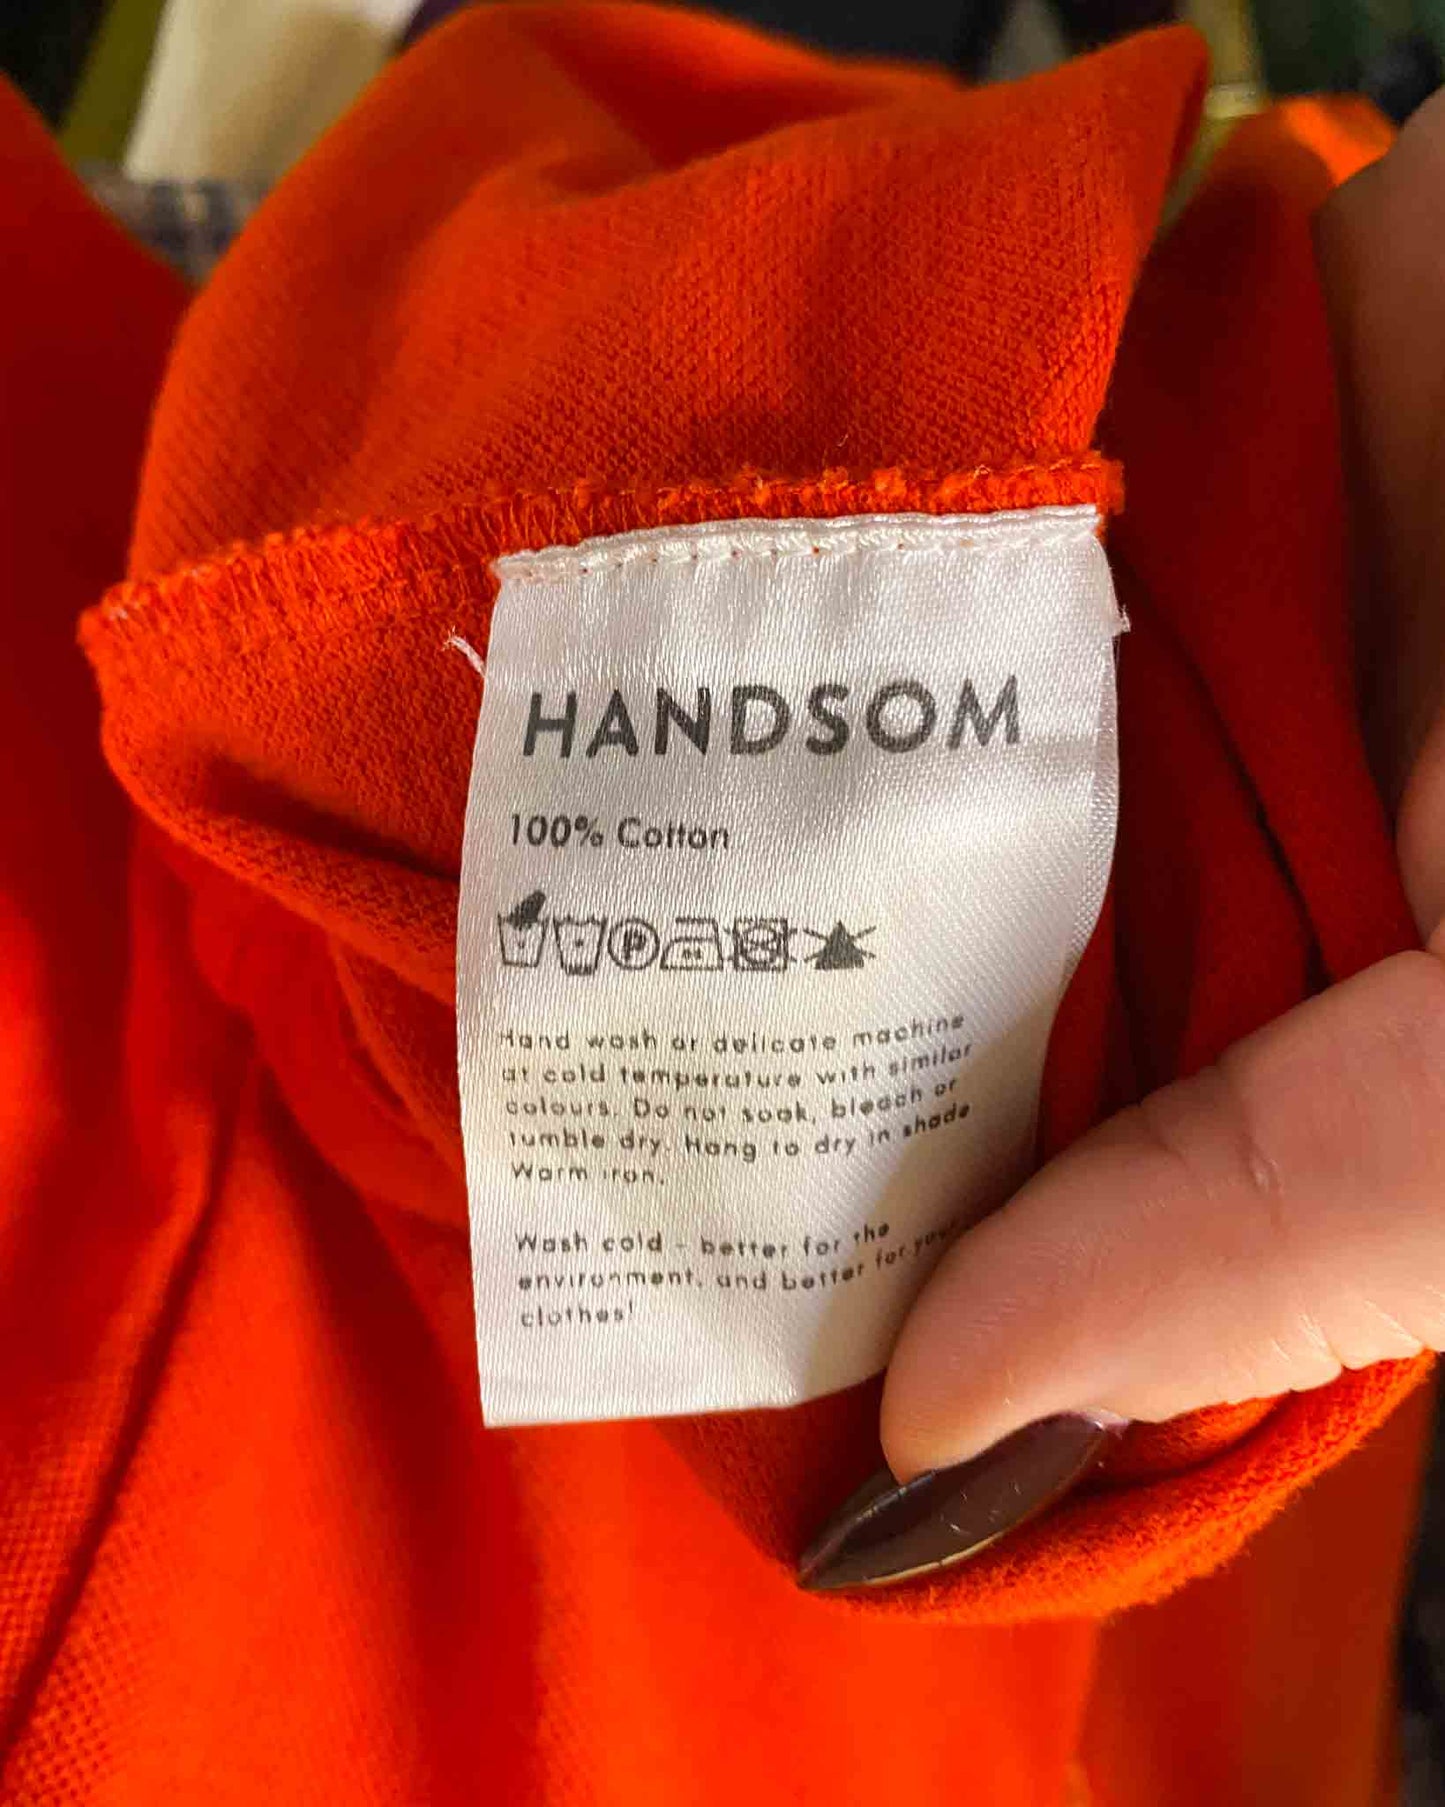 HANDSOM
100% Cotton
P
Hand wash or delicate machine
at cold temperature with similar
colours. Do not soak, bleach or
tumble dry. Hang to dry in shade
Warm iron.
Wash cold - better for the
environment, and better for your
clothes!